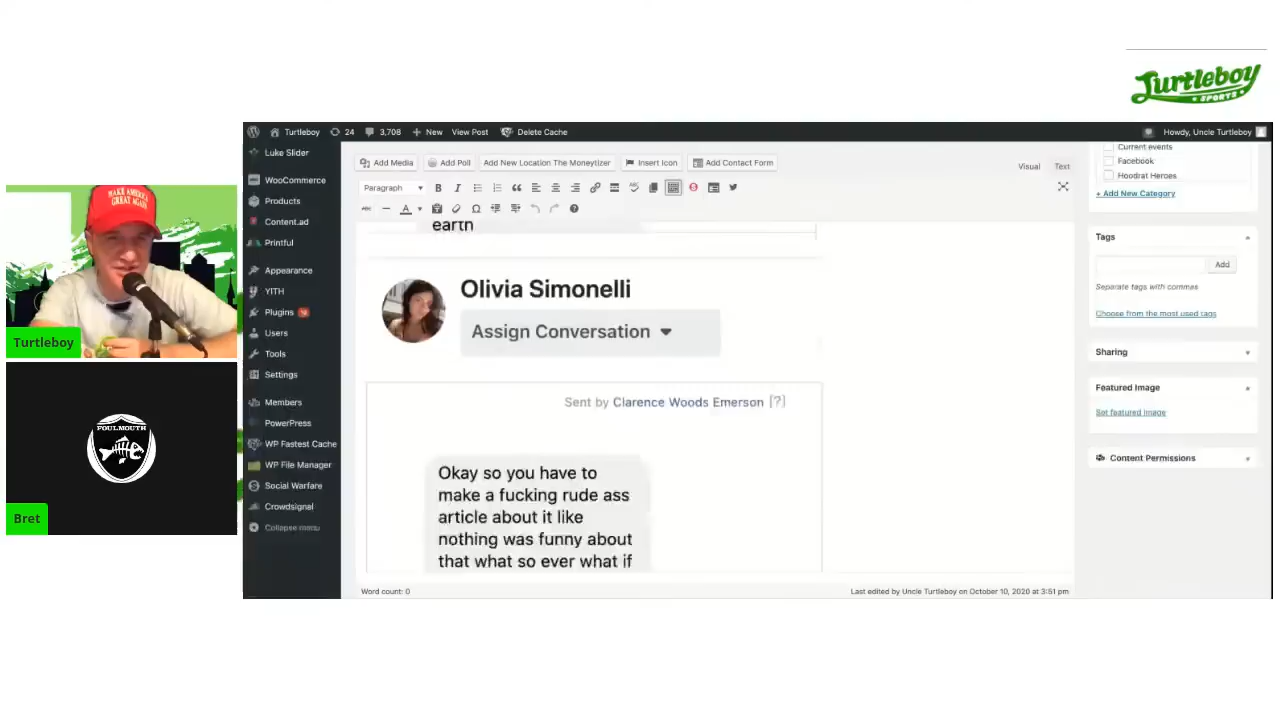 Turtleboy
SPORTS
MAKE AMERICA
GREAT AGAIN
Turtleboy
FOULMOUTH
Bret
Turtleboy 24 3,708 New View Post Delete Cache Howdy, Uncle Turtleboy
Luke Slider
WooCommerce
Products
Content.ad
Printful
Appearance
YITH
Plugins
Users
Tools
Settings
Members
PowerPress
WP Fastest Cache
WP File Manager
Social Warfare
Crowdsignal
Collapse menu
Add Media Add Poll Add New Location The Moneytizer Insert Icon Add Contact Form
Visual Text
Paragraph
earth
Olivia Simonelli
Assign Conversation
Sent by Clarence Woods Emerson [?]
Okay so you have to
make a fucking rude ass
article about it like
nothing was funny about
that what so ever what if
Word count: 0
Last edited by Uncle Turtleboy on October 10, 2020 at 3:51 pm
Current events
Facebook
Hoodrat Heroes
+ Add New Category
Tags
Add
Separate tags with commas
Choose from the most used tags
Sharing
Featured Image
Set featured image
Content Permissions